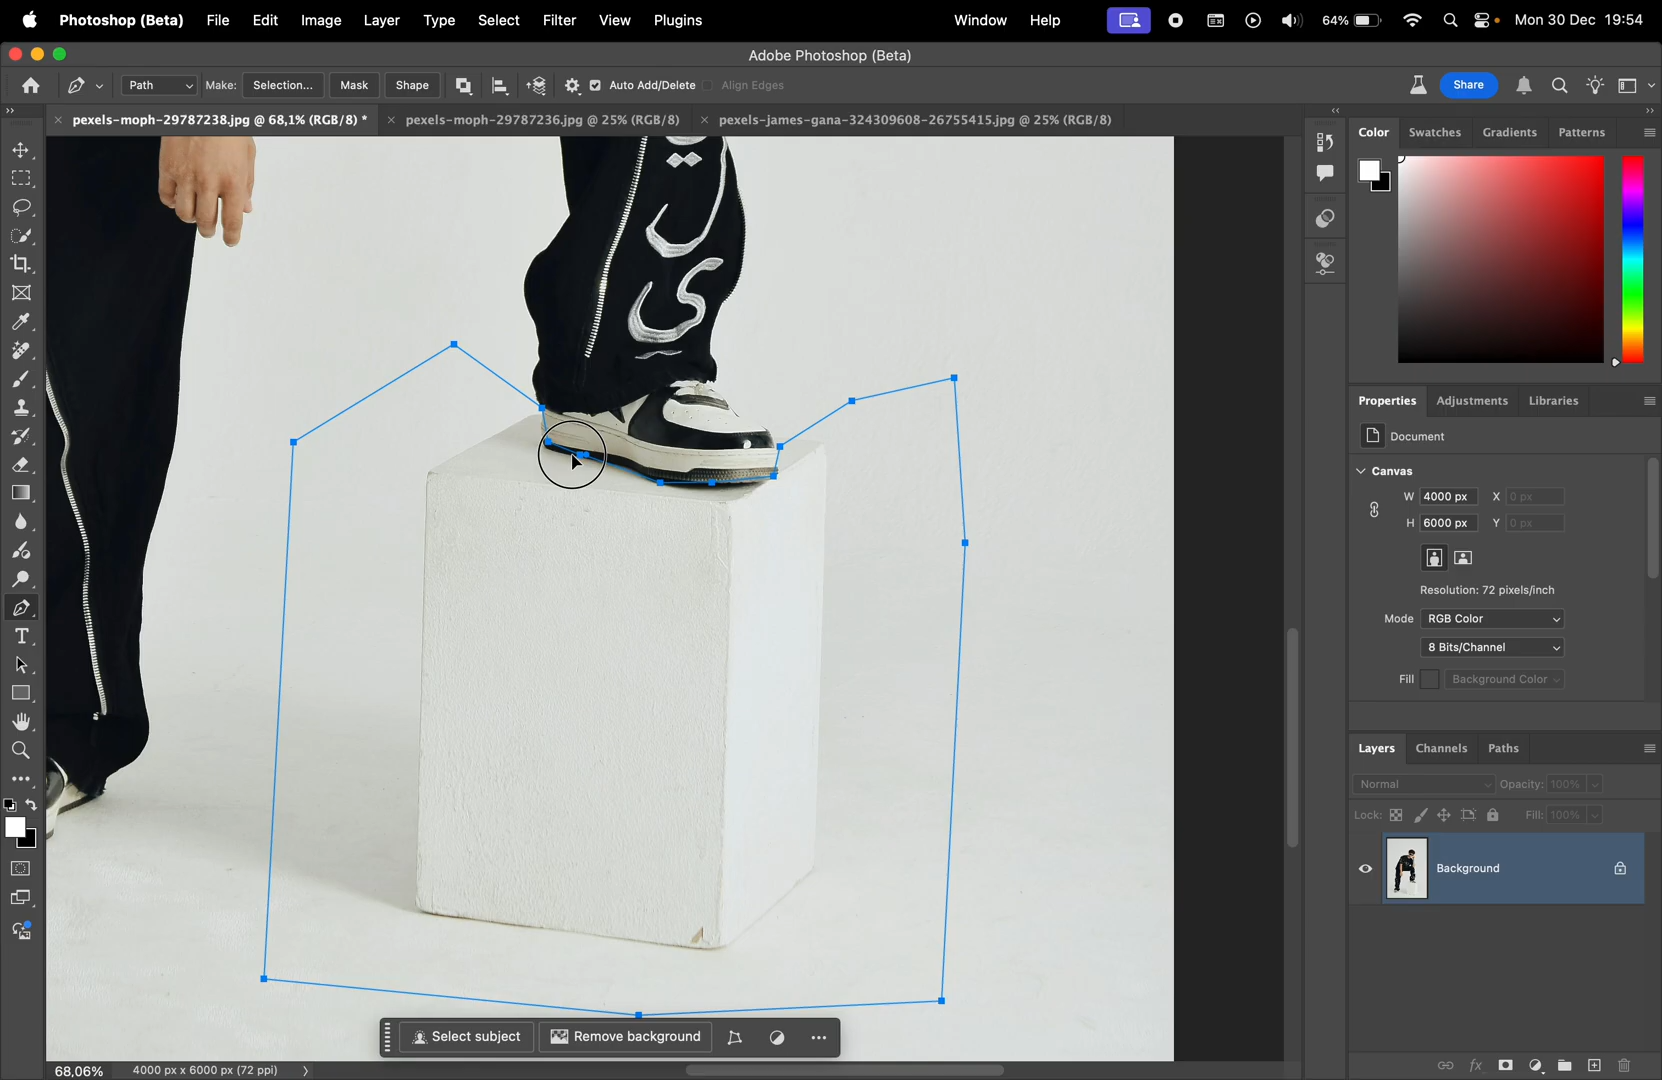 Photoshop (Beta) File Edit Image Layer Type Select Filter View Plugins Window Help 64% Mon 30 Dec 19:54
Adobe Photoshop (Beta)
Path Make: Selection... Mask Shape Auto Add/Delete Align Edges Share
pexels-moph-29787238.jpg @ 68,1% (RGB/8) * pexels-moph-29787236.jpg @ 25% (RGB/8) pexels-james-gana-324309608-26755415.jpg @ 25% (RGB/8)
Color Swatches Gradients Patterns
Properties Adjustments Libraries
Document
Canvas
W 4000 px X 0 px
H 6000 px Y 0 px
Resolution: 72 pixels/inch
Mode RGB Color
8 Bits/Channel
Fill Background Color
Layers Channels Paths
Normal Opacity: 100%
Lock: Fill: 100%
Background
Select subject Remove background
68,06% 4000 px x 6000 px (72 ppi)